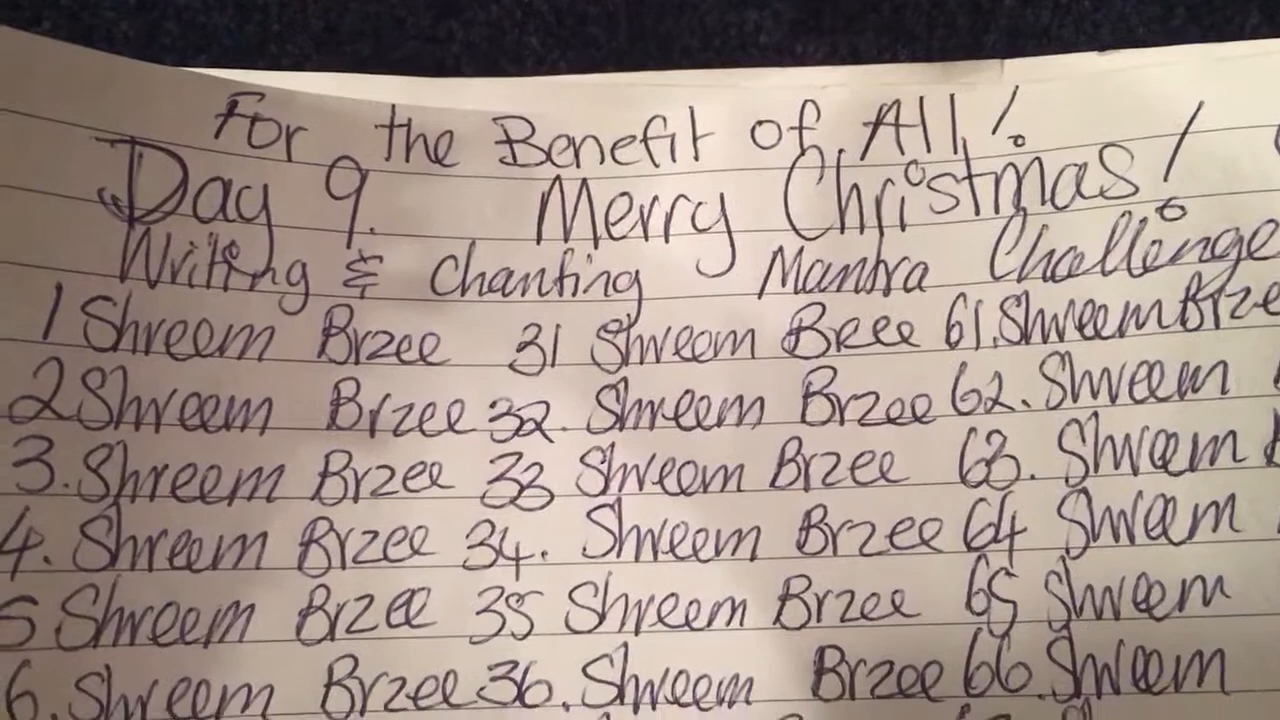 For the Benefit of All!
Day 9. Merry Christmas!
Writing & Chanting Mantra Challenge
1 Shreem Brzee 31 Shreem Breee 61. Shreem Brzee
2 Shreem Brzee 32. Shreem Brzee 62. Shreem
3. Shreem Brzee 33 Shreem Brzee 63. Shreem
4. Shreem Brzee 34. Shreem Brzee 64 Shreem
5 Shreem Brzee 35 Shreem Brzee 65 Shreem
6. Shreem Brzee 36. Shreem Brzee 66. Shreem